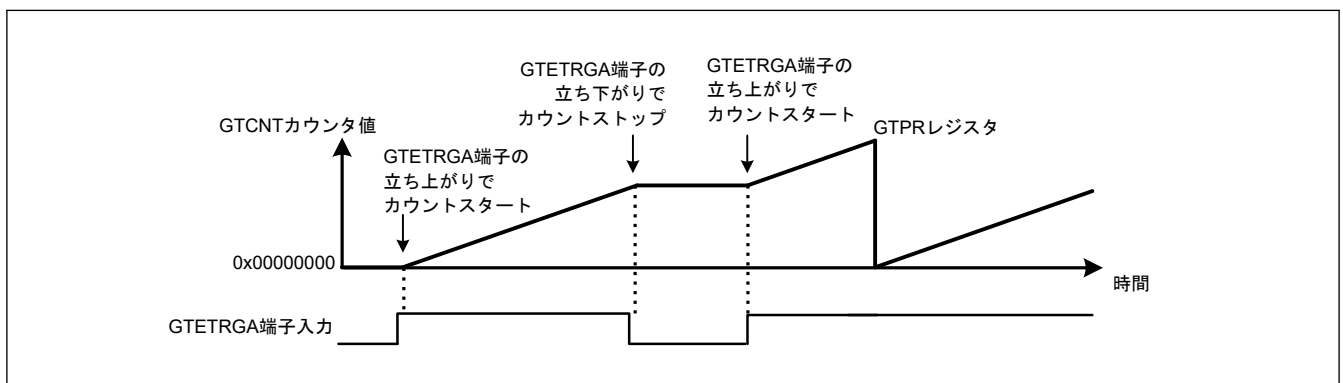 GTETRGA端子の
立ち下がりで
カウントストップ
GTETRGA端子の
立ち上がりで
カウントスタート
GTCNTカウンタ値
GTPRレジスタ
GTETRGA端子の
立ち上がりで
カウントスタート
0x00000000
時間
GTETRGA端子入力